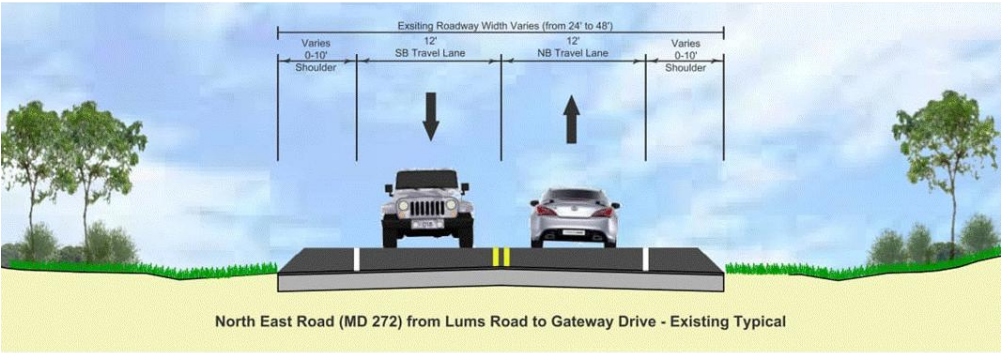 Exsiting Roadway Width Varies (from 24' to 48')
Varies
0-10'
Shoulder
12'
SB Travel Lane
12'
NB Travel Lane
Varies
0-10'
Shoulder
North East Road (MD 272) from Lums Road to Gateway Drive - Existing Typical